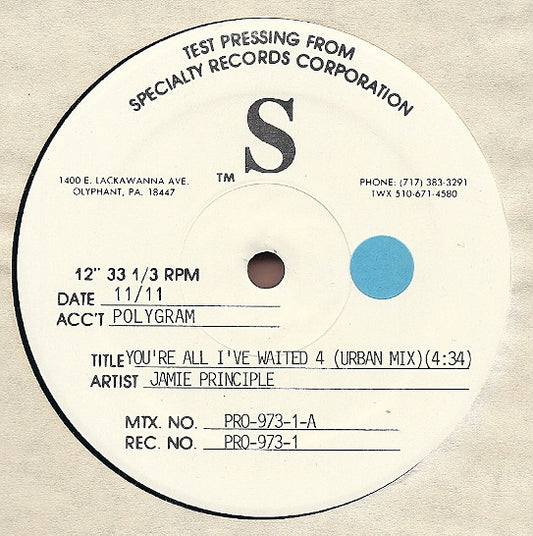 TEST PRESSING FROM
SPECIALTY RECORDS CORPORATION
S
TM
1400 E. LACKAWANNA AVE.
OLYPHANT, PA. 18447
PHONE: (717) 383-3291
TWX 510-671-4580
12" 33 1/3 RPM
DATE 11/11
ACC'T POLYGRAM
TITLE YOU'RE ALL I'VE WAITED 4 (URBAN MIX)(4:34)
ARTIST JAMIE PRINCIPLE
MTX. NO. PRO-973-1-A
REC. NO. PRO-973-1